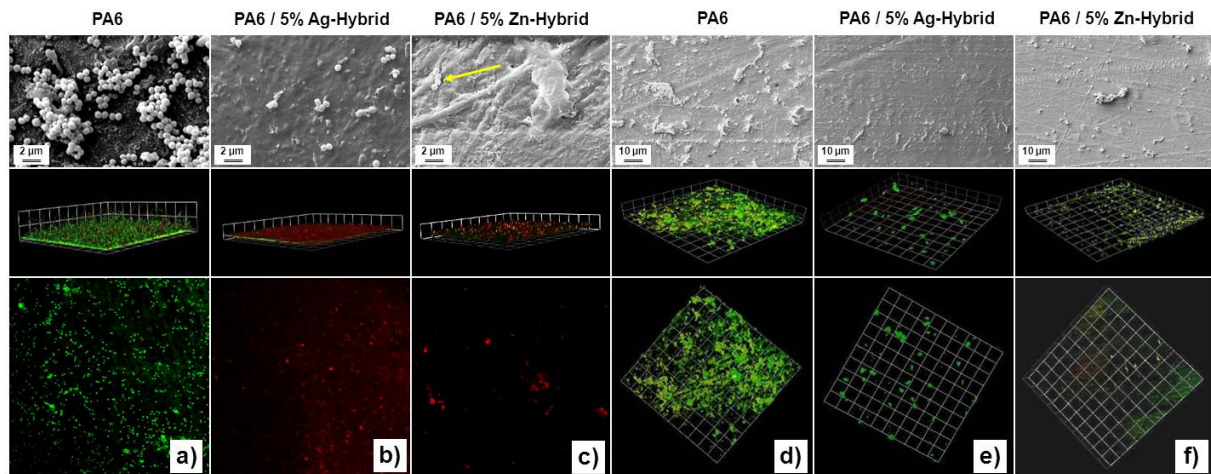 PA6
PA6 / 5% Ag-Hybrid
PA6 / 5% Zn-Hybrid
PA6
PA6 / 5% Ag-Hybrid
PA6 / 5% Zn-Hybrid
2 µm
2 µm
2 µm
10 µm
10 µm
10 µm
a)
b)
c)
d)
e)
f)